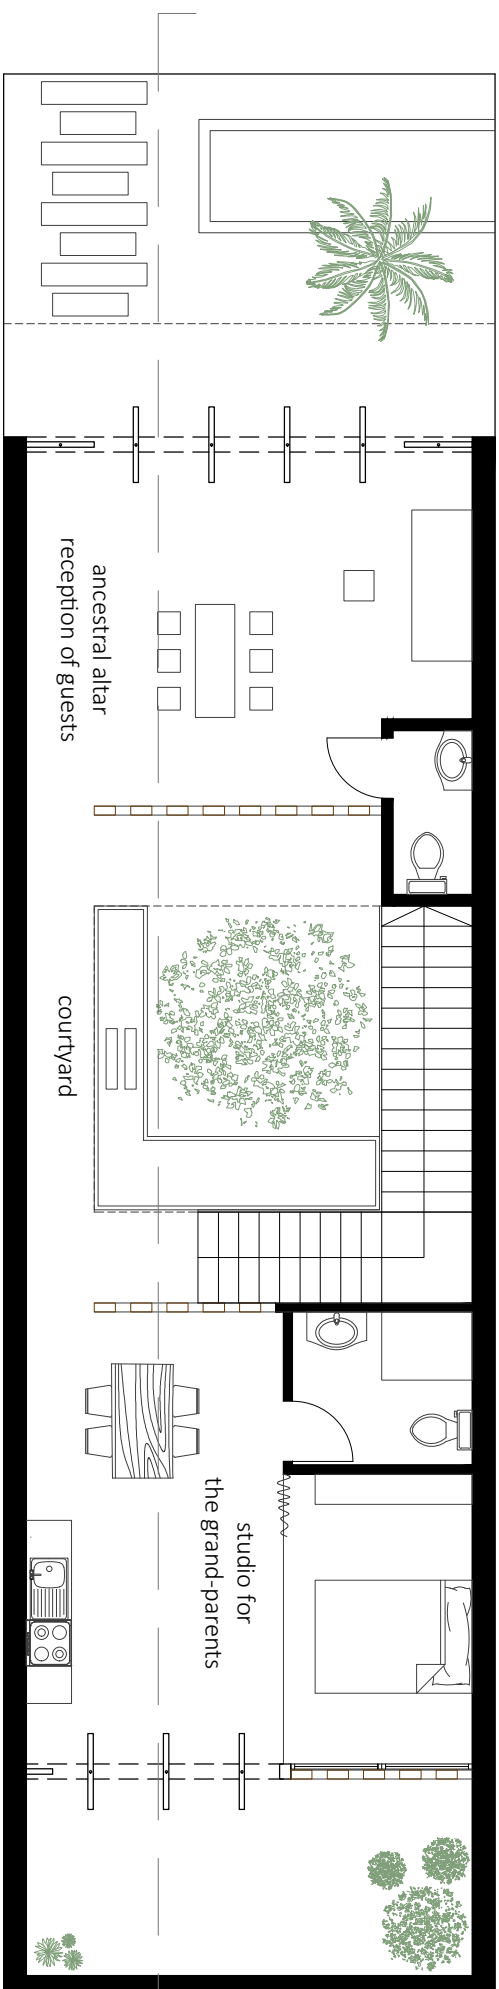 ancestral altar
reception of guests
courtyard
studio for
the grand-parents